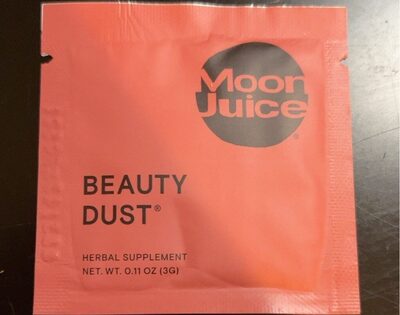 Moon
Juice®
BEAUTY
DUST®
HERBAL SUPPLEMENT
NET. WT. 0.11 OZ (3G)